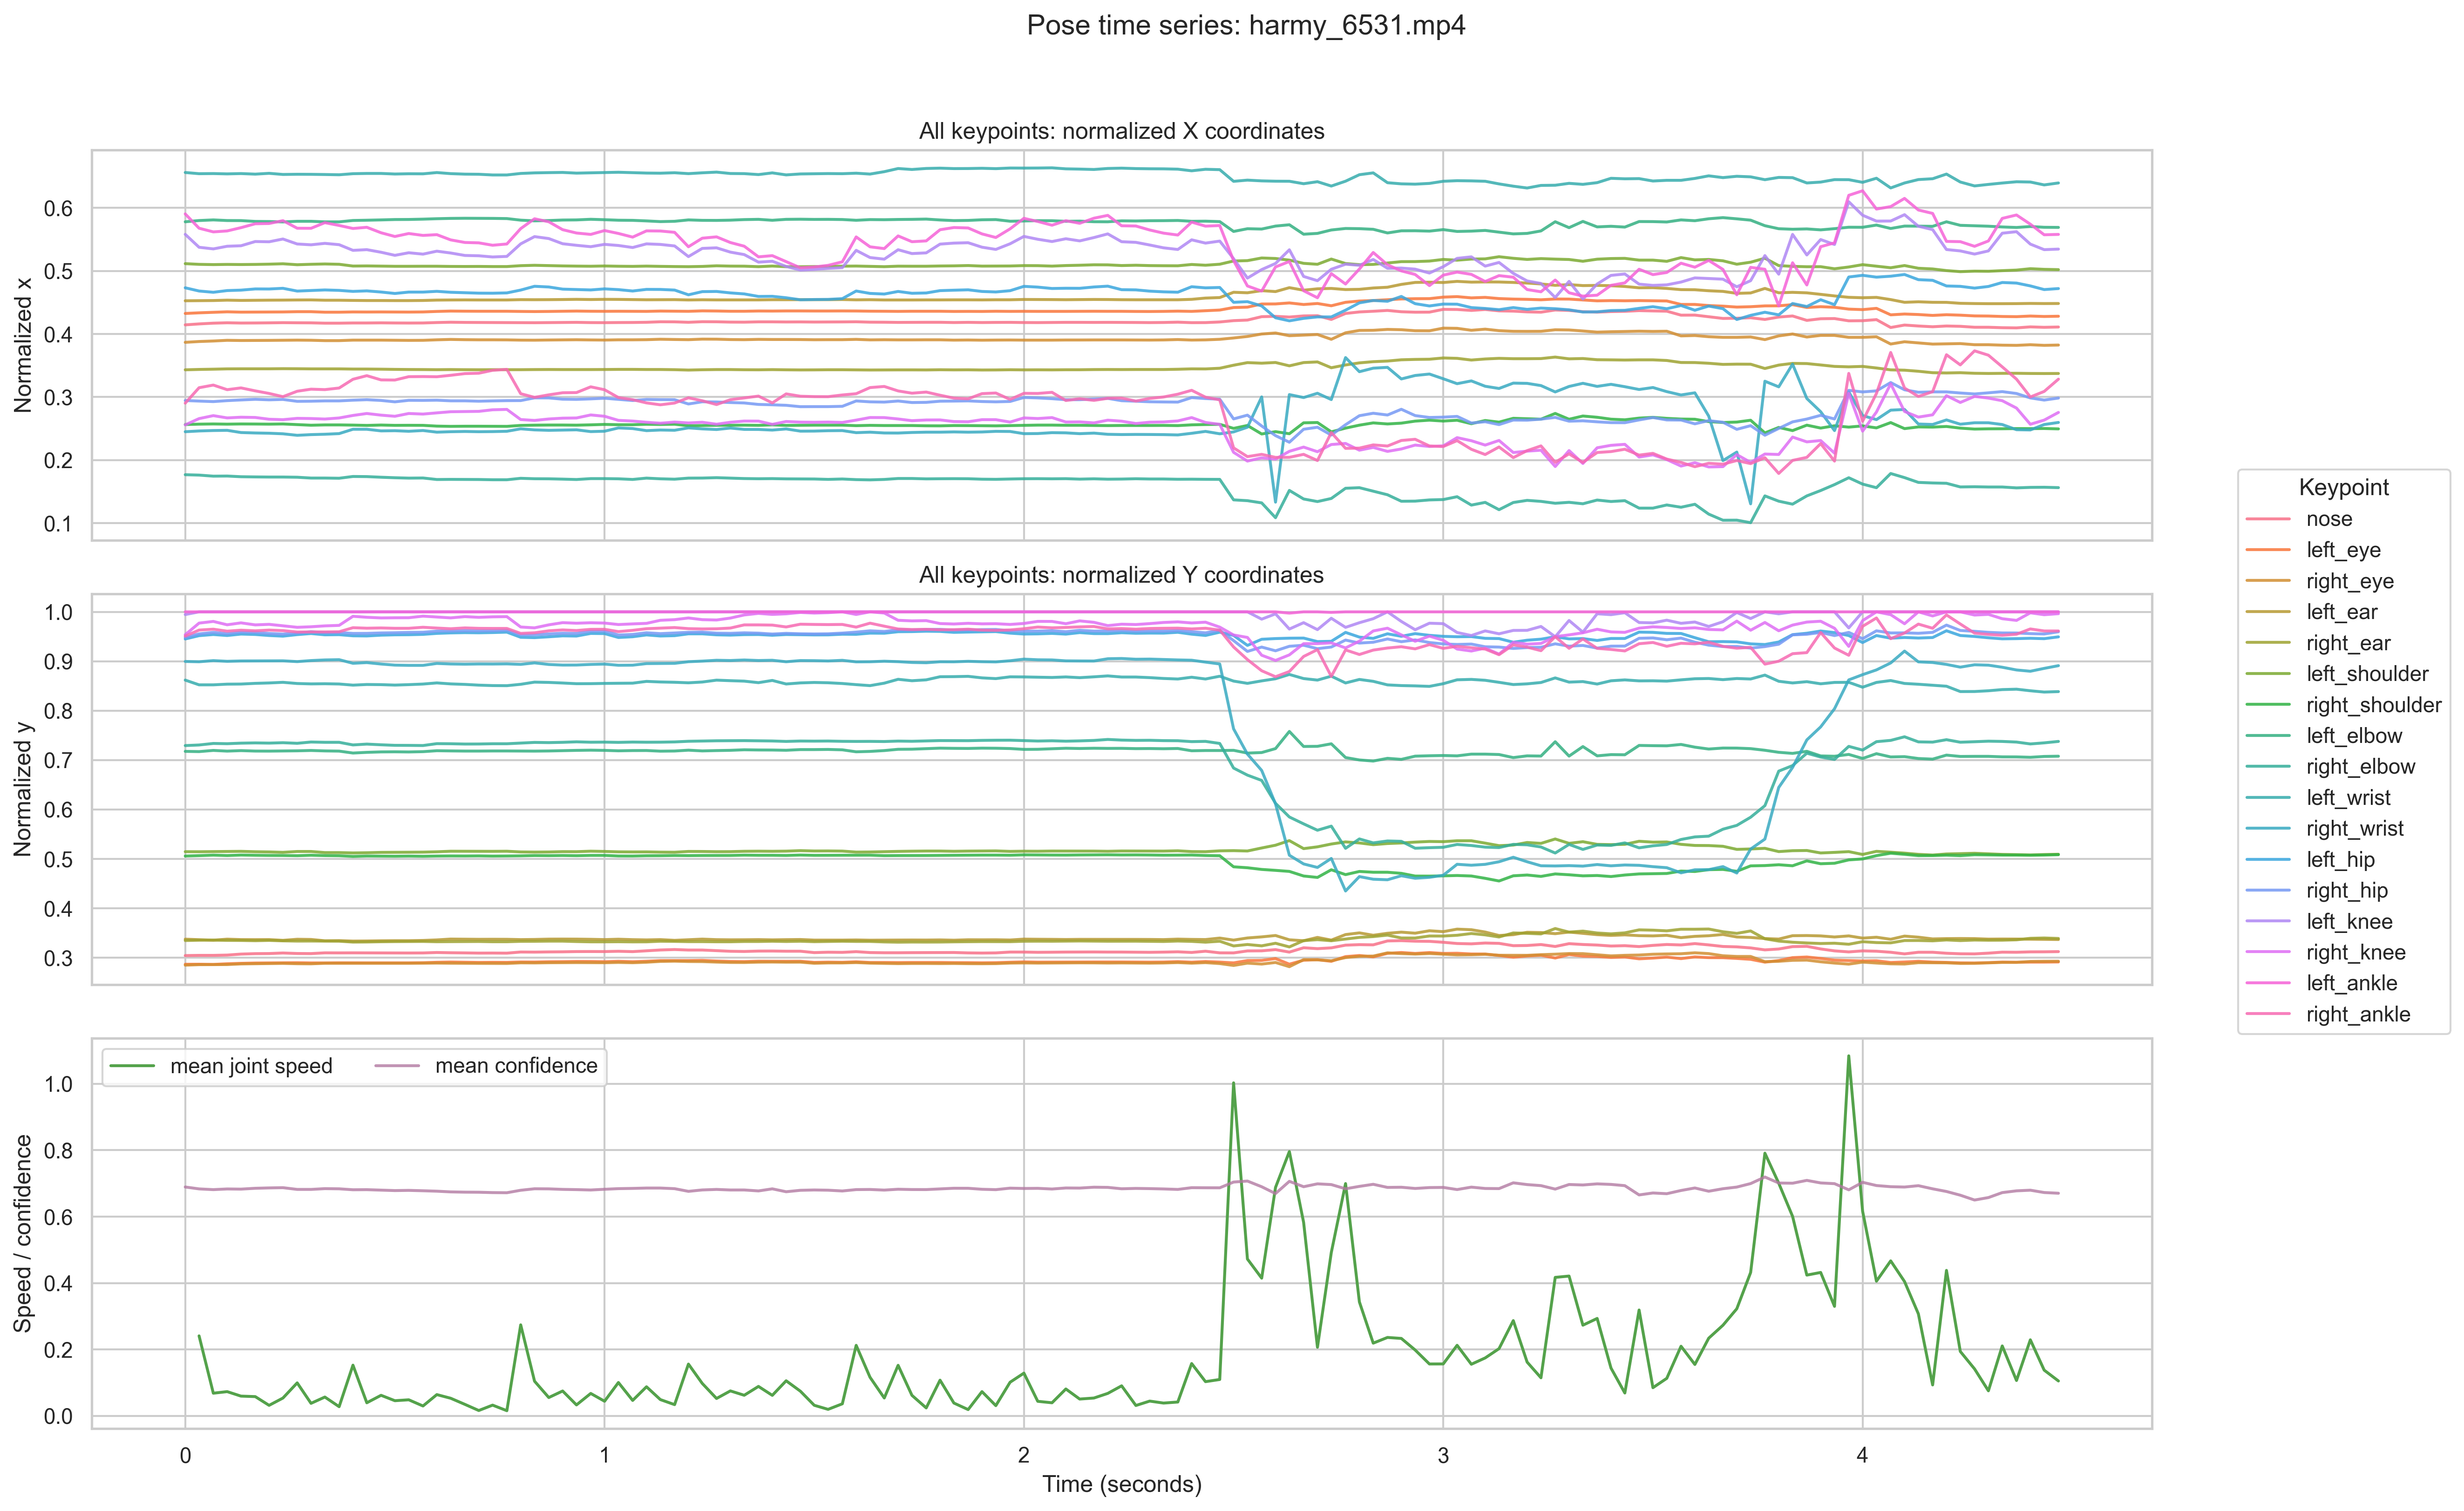 Pose time series: harmy_6531.mp4
All keypoints: normalized X coordinates
Normalized x
0.6
0.5
0.4
0.3
0.2
0.1
All keypoints: normalized Y coordinates
Normalized y
1.0
0.9
0.8
0.7
0.6
0.5
0.4
0.3
Keypoint
nose
left_eye
right_eye
left_ear
right_ear
left_shoulder
right_shoulder
left_elbow
right_elbow
left_wrist
right_wrist
left_hip
right_hip
left_knee
right_knee
left_ankle
right_ankle
mean joint speed
mean confidence
Speed / confidence
1.0
0.8
0.6
0.4
0.2
0.0
0
1
2
3
4
Time (seconds)